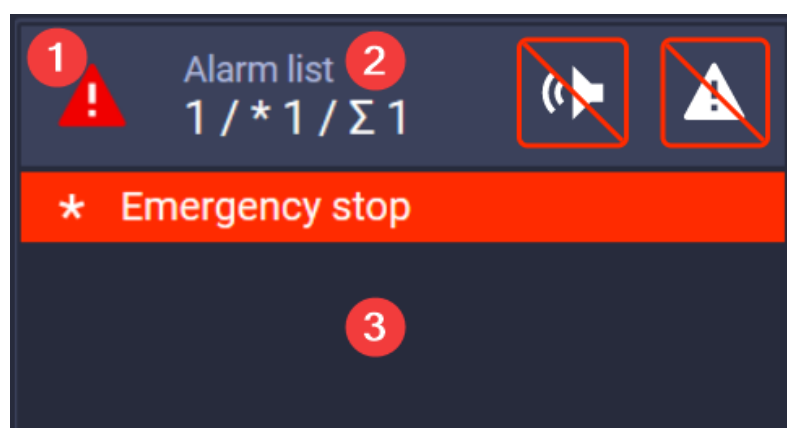 1
Alarm list 2
1 / * 1 / Σ 1
* Emergency stop
3